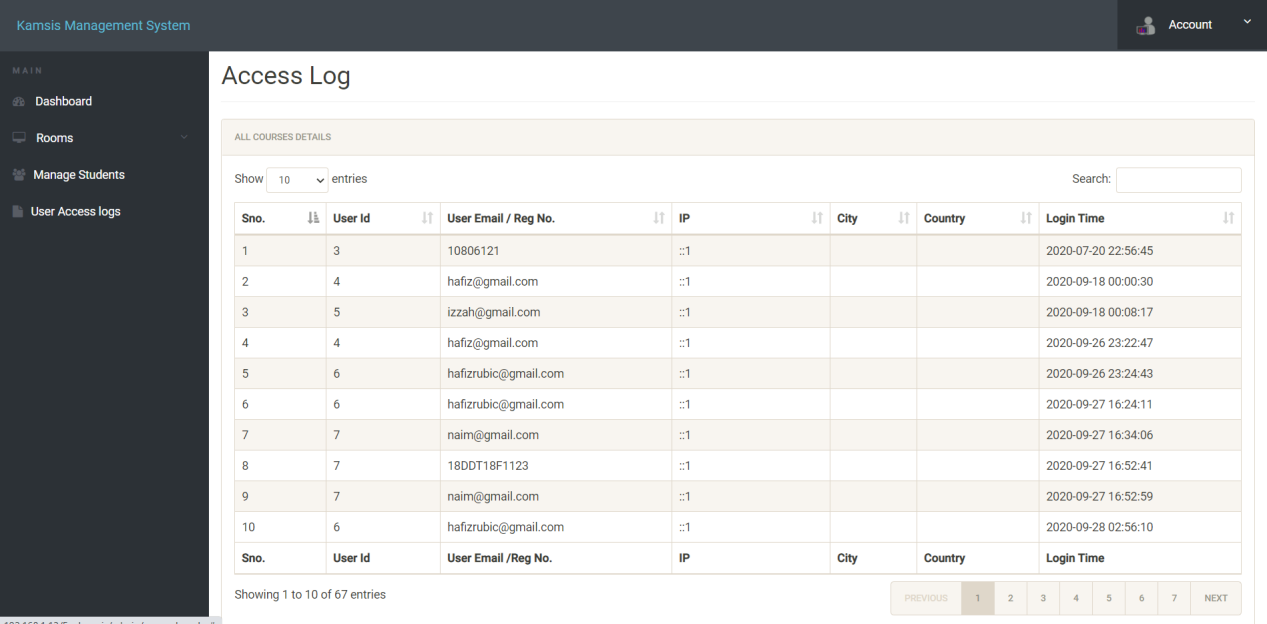 Kamsis Management System
Account
MAIN
Dashboard
Rooms
Manage Students
User Access logs
Access Log
ALL COURSES DETAILS
Show 10 entries Search:
Sno. User Id User Email / Reg No. IP City Country Login Time
1 3 10806121 ::1 2020-07-20 22:56:45
2 4 hafiz@gmail.com ::1 2020-09-18 00:00:30
3 5 izzah@gmail.com ::1 2020-09-18 00:08:17
4 4 hafiz@gmail.com ::1 2020-09-26 23:22:47
5 6 hafizrubic@gmail.com ::1 2020-09-26 23:24:43
6 6 hafizrubic@gmail.com ::1 2020-09-27 16:24:11
7 7 naim@gmail.com ::1 2020-09-27 16:34:06
8 7 18DDT18F1123 ::1 2020-09-27 16:52:41
9 7 naim@gmail.com ::1 2020-09-27 16:52:59
10 6 hafizrubic@gmail.com ::1 2020-09-28 02:56:10
Sno. User Id User Email /Reg No. IP City Country Login Time
Showing 1 to 10 of 67 entries
PREVIOUS 1 2 3 4 5 6 7 NEXT